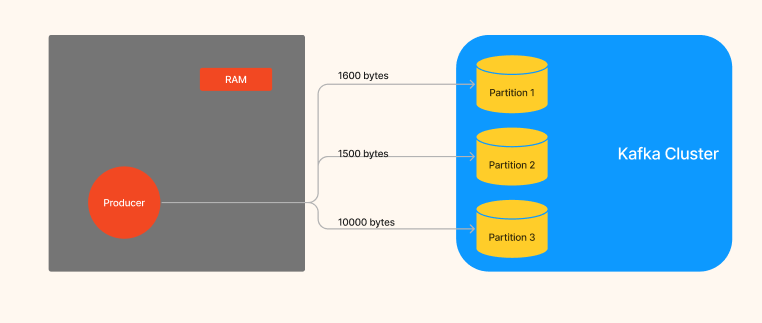 RAM
Producer
1600 bytes
1500 bytes
10000 bytes
Partition 1
Partition 2
Partition 3
Kafka Cluster